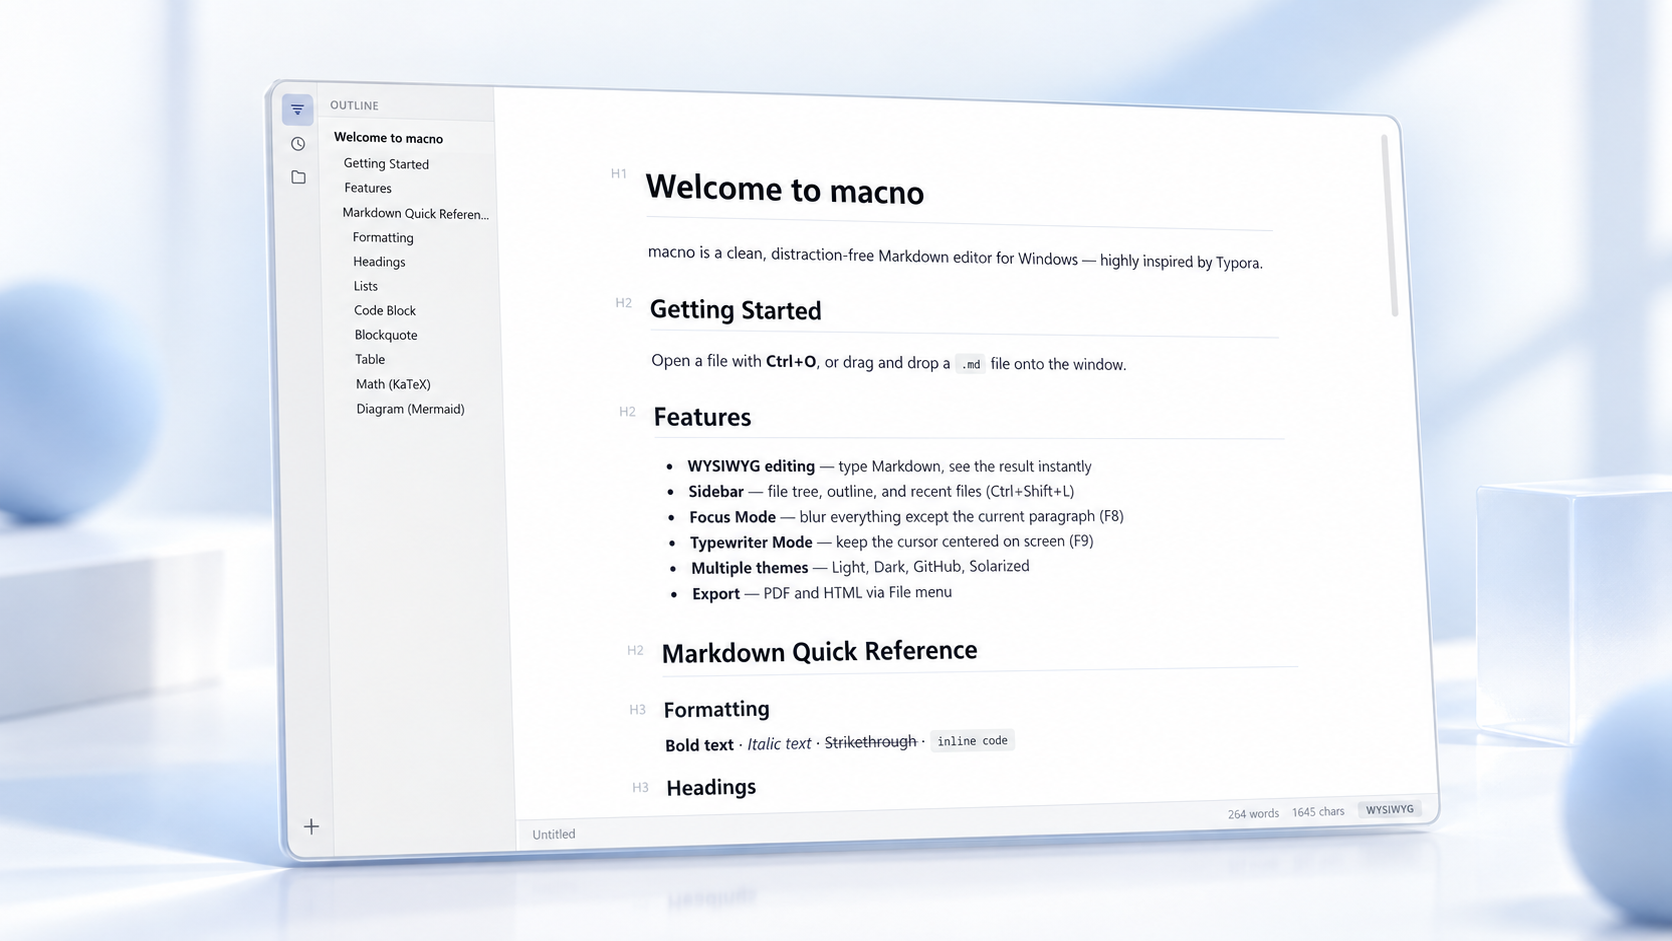 OUTLINE
Welcome to macno
Getting Started
Features
Markdown Quick Referen...
Formatting
Headings
Lists
Code Block
Blockquote
Table
Math (KaTeX)
Diagram (Mermaid)
H1
Welcome to macno
macno is a clean, distraction-free Markdown editor for Windows — highly inspired by Typora.
H2
Getting Started
Open a file with Ctrl+O, or drag and drop a .md file onto the window.
H2
Features
• WYSIWYG editing — type Markdown, see the result instantly
• Sidebar — file tree, outline, and recent files (Ctrl+Shift+L)
• Focus Mode — blur everything except the current paragraph (F8)
• Typewriter Mode — keep the cursor centered on screen (F9)
• Multiple themes — Light, Dark, GitHub, Solarized
• Export — PDF and HTML via File menu
H2
Markdown Quick Reference
H3
Formatting
Bold text · Italic text · Strikethrough · inline code
H3
Headings
Untitled
264 words 1645 chars WYSIWYG